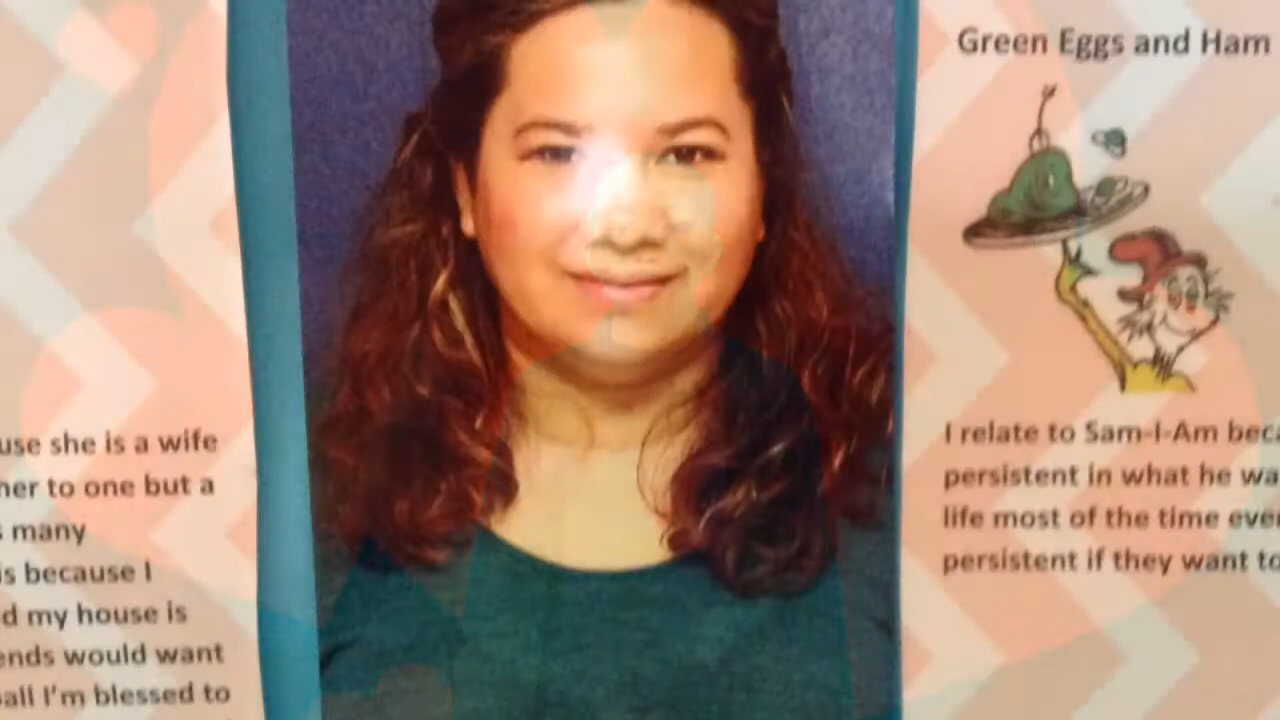 use she is a wife
her to one but a
many
is because I
d my house is
ends would want
ball I'm blessed to
Green Eggs and Ham
I relate to Sam-I-Am beca
persistent in what he wa
life most of the time eve
persistent if they want to